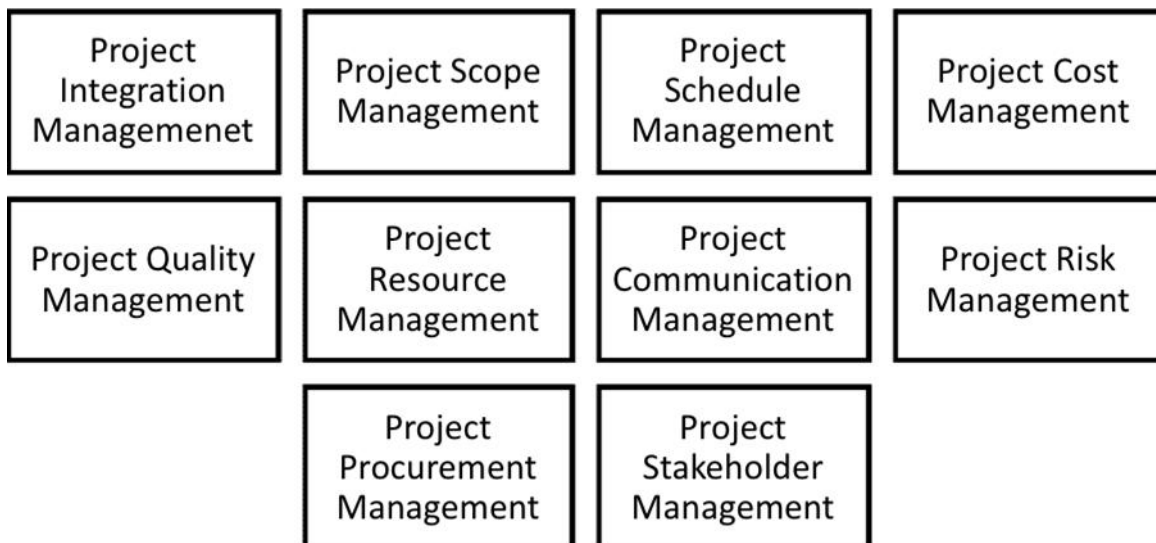 Project
Integration
Managemenet
Project Scope
Management
Project
Schedule
Management
Project Cost
Management
Project Quality
Management
Project
Resource
Management
Project
Communication
Management
Project Risk
Management
Project
Procurement
Management
Project
Stakeholder
Management